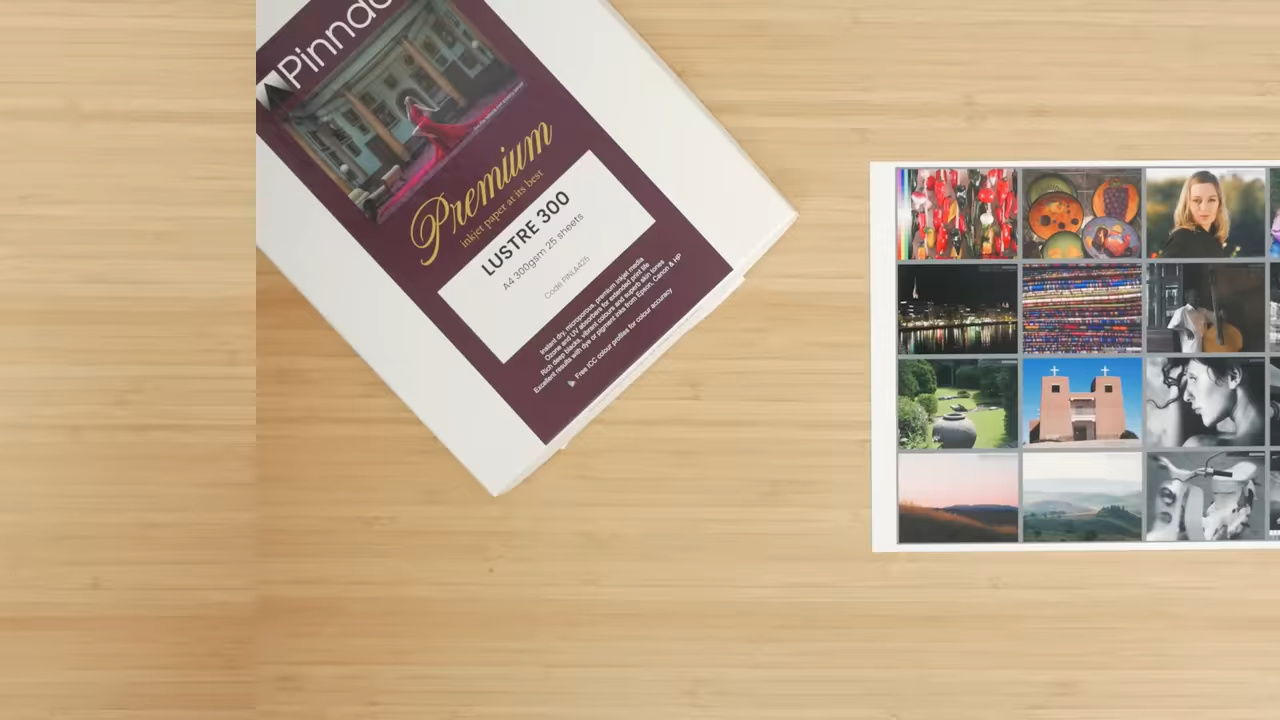 Pinnac
Premium
inkjet paper at its best
LUSTRE 300
A4 300gsm 25 sheets
Code PINLA425
Instant dry, microporous, premium inkjet media
Ozone and UV absorbers for extended print life
Rich deep blacks, vibrant colours and superb skin tones
Excellent results with dye or pigment inks from Epson, Canon & HP
Free ICC colour profiles for colour accuracy